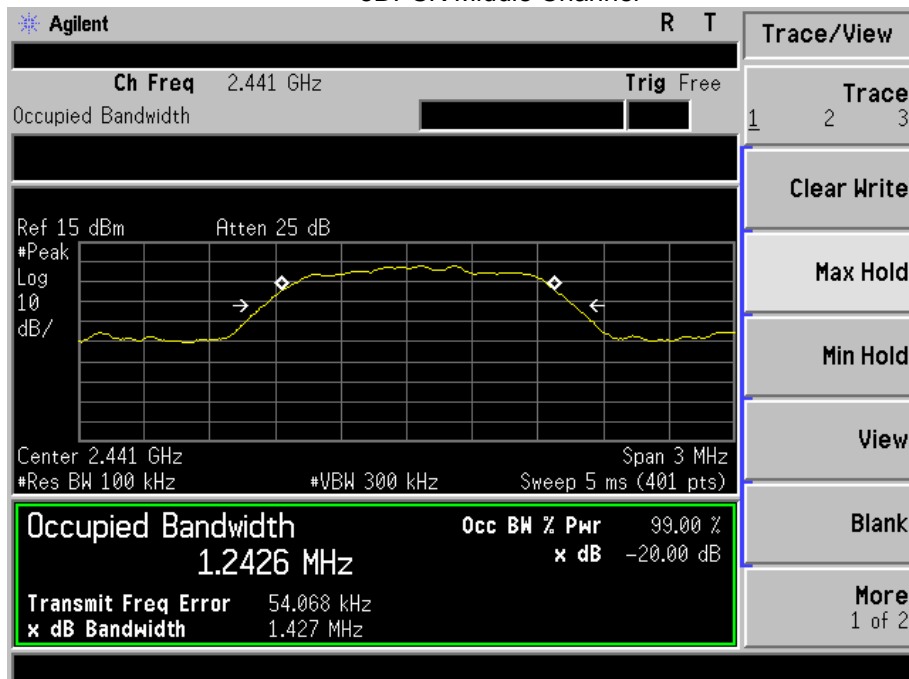 Middle Channel
Agilent R T
Trace/View
Ch Freq 2.441 GHz Trig Free
Occupied Bandwidth
Trace
1 2 3
Clear Write
Ref 15 dBm Atten 25 dB
#Peak
Log
10
dB/
Max Hold
Min Hold
View
Center 2.441 GHz Span 3 MHz
#Res BW 100 kHz #VBW 300 kHz Sweep 5 ms (401 pts)
Occupied Bandwidth Occ BW % Pwr 99.00 %
1.2426 MHz x dB -20.00 dB
Blank
Transmit Freq Error 54.068 kHz
x dB Bandwidth 1.427 MHz
More
1 of 2